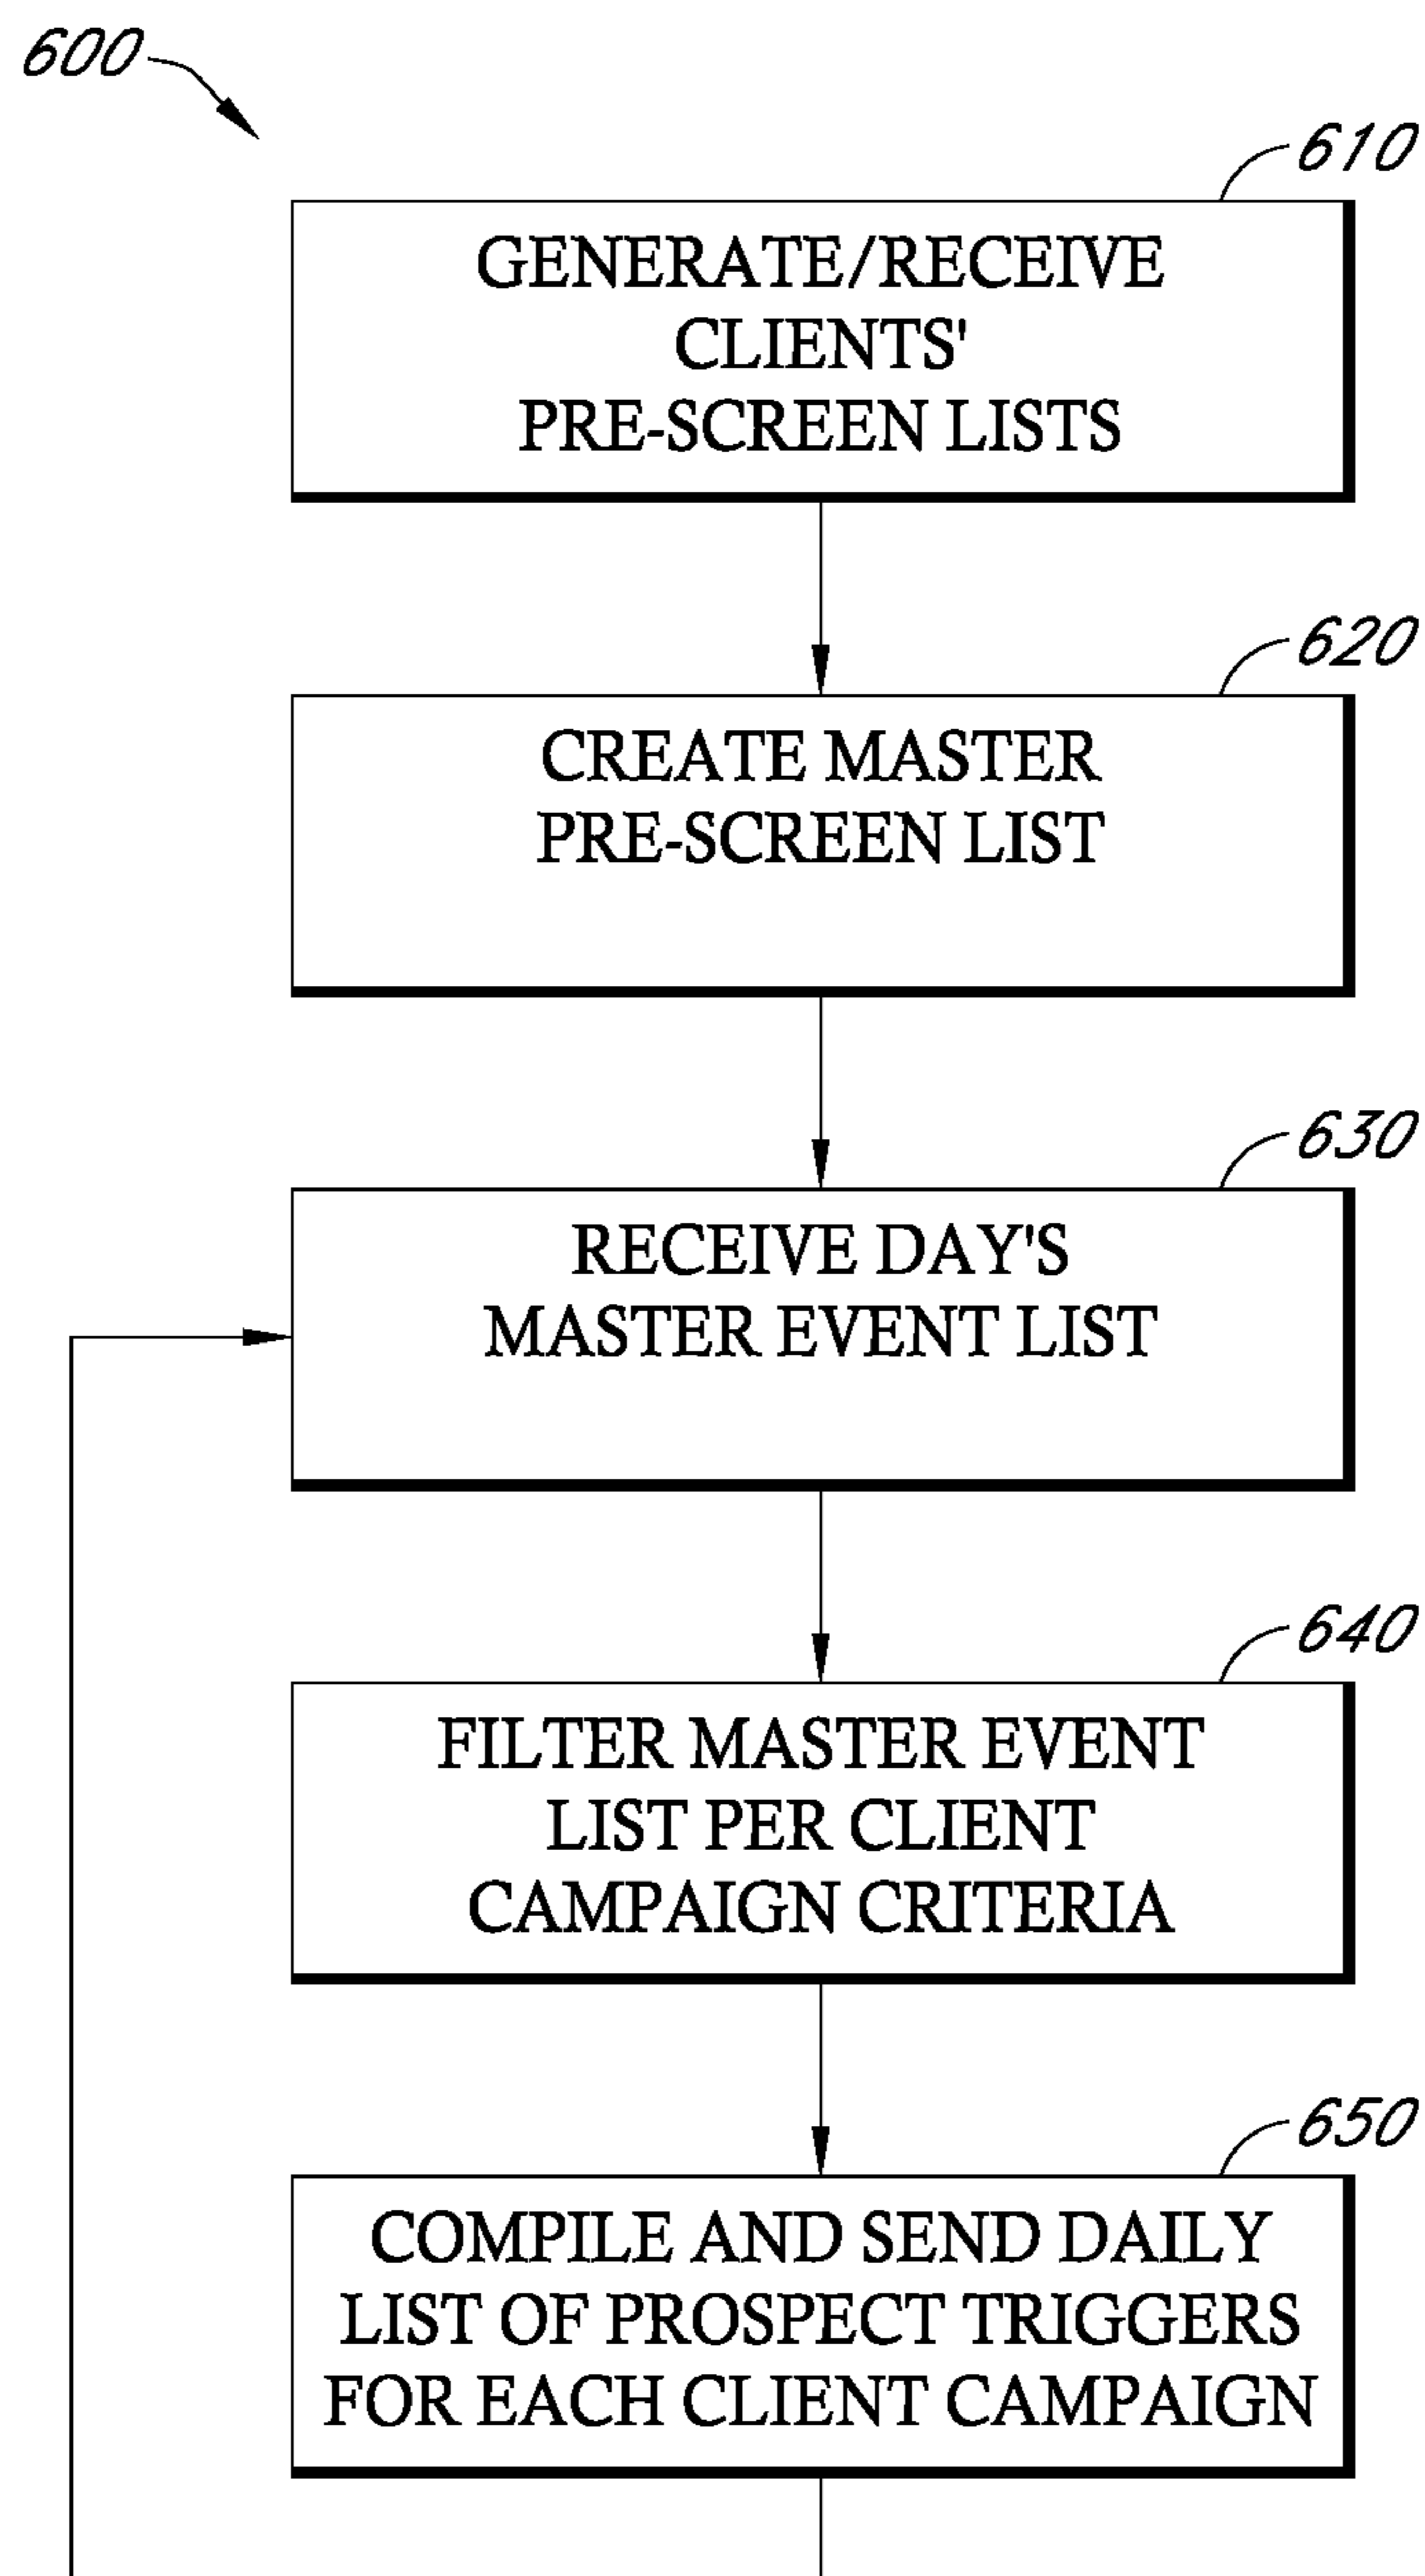 600
610
GENERATE/RECEIVE
CLIENTS'
PRE-SCREEN LISTS
620
CREATE MASTER
PRE-SCREEN LIST
630
RECEIVE DAY'S
MASTER EVENT LIST
640
FILTER MASTER EVENT
LIST PER CLIENT
CAMPAIGN CRITERIA
650
COMPILE AND SEND DAILY
LIST OF PROSPECT TRIGGERS
FOR EACH CLIENT CAMPAIGN